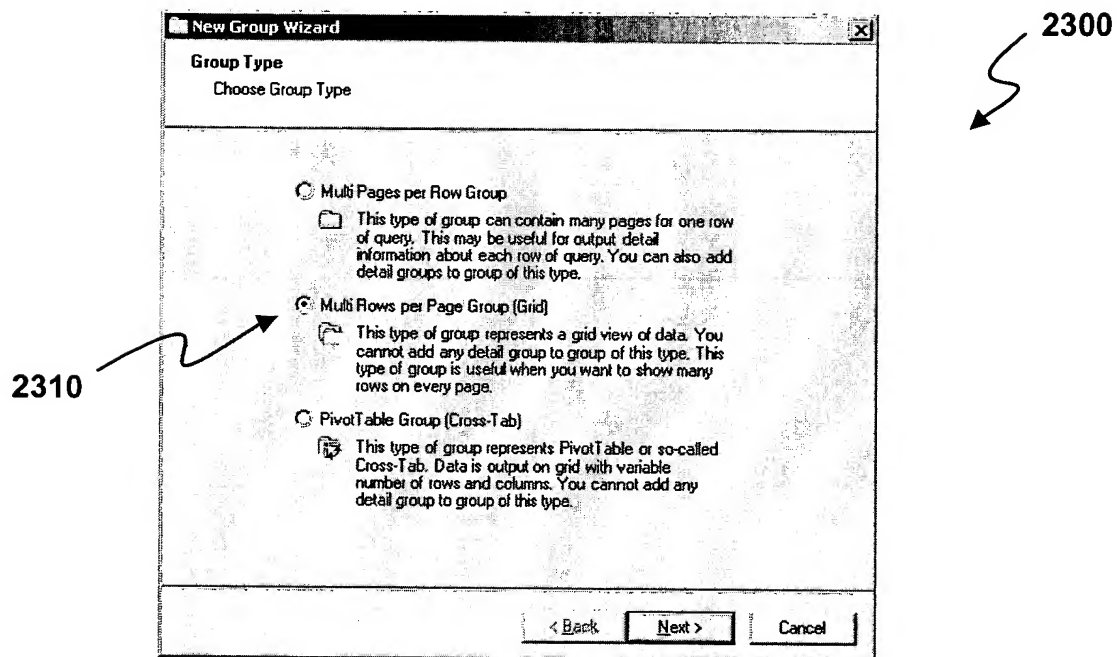 New Group Wizard
2300
Group Type
Choose Group Type
Multi Pages per Row Group
This type of group can contain many pages for one row
of query. This may be useful for output detail
information about each row of query. You can also add
detail groups to group of this type.
Multi Rows per Page Group (Grid)
This type of group represents a grid view of data. You
cannot add any detail group to group of this type. This
type of group is useful when you want to show many
rows on every page.
2310
PivotTable Group (Cross-Tab)
This type of group represents PivotTable or so-called
Cross-Tab. Data is output on grid with variable
number of rows and columns. You cannot add any
detail group to group of this type.
< Back
Next >
Cancel